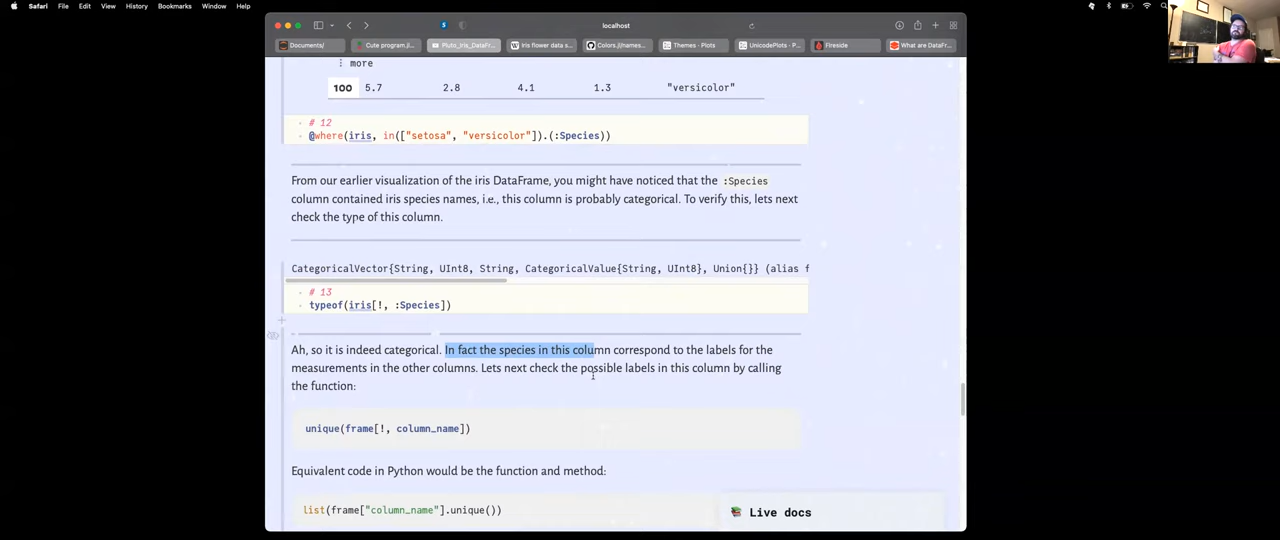 Safari File Edit View History Bookmarks Window Help
localhost
Documents/
Cute program.jl...
Pluto_Iris_DataFr...
Iris flower data s...
Colors.jl/names...
Themes - Plots
UnicodePlots - P...
Fireside
What are DataFr...
⋮ more
100 5.7 2.8 4.1 1.3 "versicolor"
# 12
@where(iris, in(["setosa", "versicolor"]).(:Species))
From our earlier visualization of the iris DataFrame, you might have noticed that the :Species
column contained iris species names, i.e., this column is probably categorical. To verify this, lets next
check the type of this column.
CategoricalVector{String, UInt8, String, CategoricalValue{String, UInt8}, Union{}} (alias f
# 13
typeof(iris[!, :Species])
Ah, so it is indeed categorical. In fact the species in this column correspond to the labels for the
measurements in the other columns. Lets next check the possible labels in this column by calling
the function:
unique(frame[!, column_name])
Equivalent code in Python would be the function and method:
list(frame["column_name"].unique())
Live docs